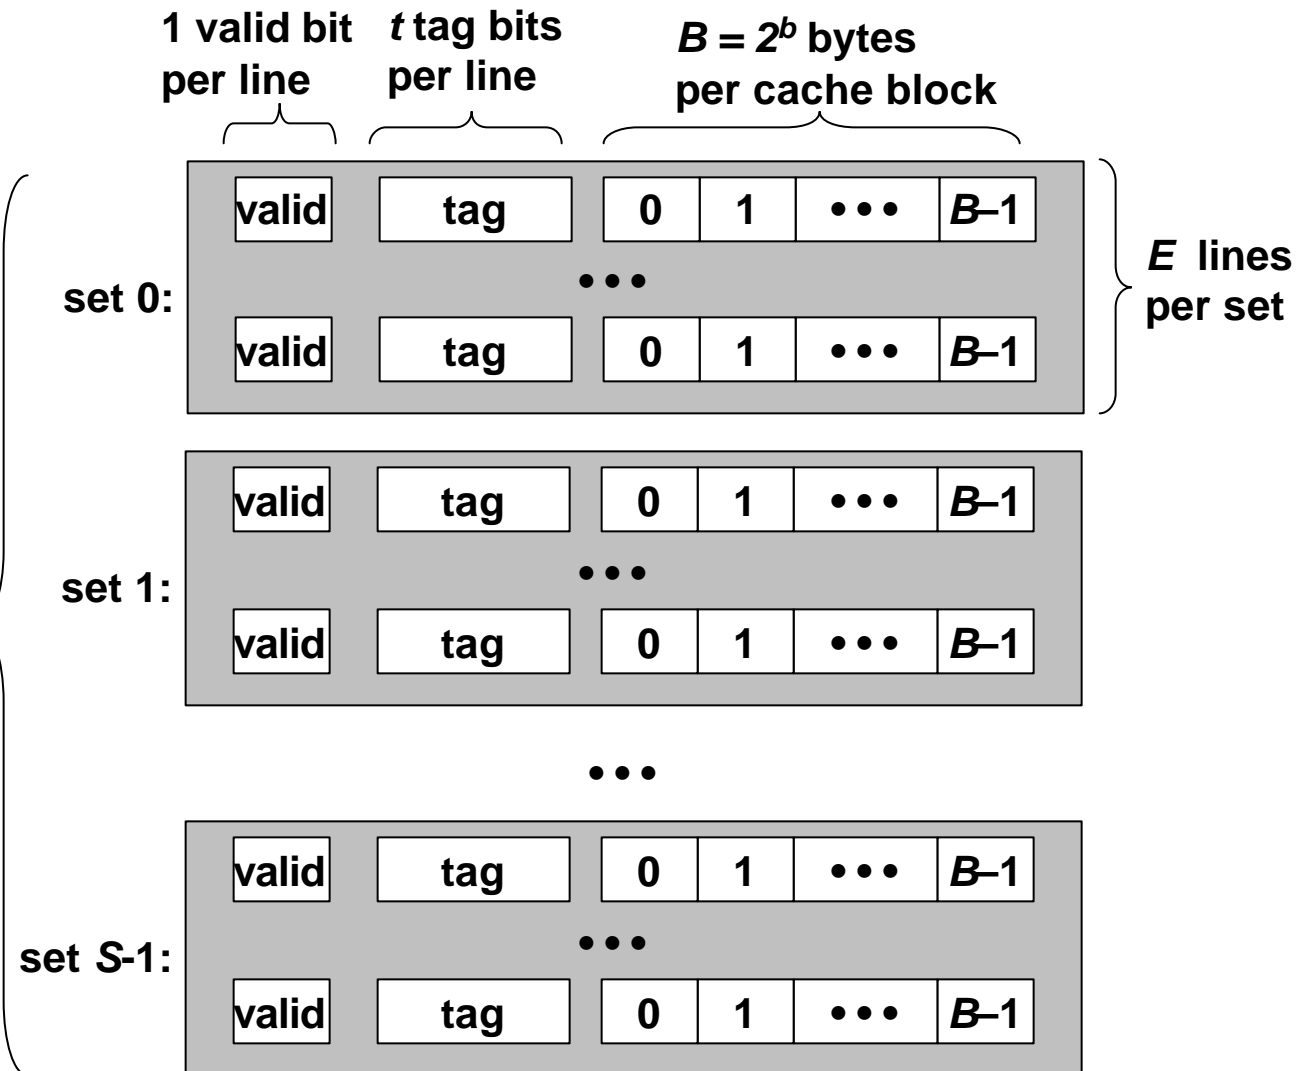 1 valid bit
per line
t tag bits
per line
B = 2^b bytes
per cache block
valid tag 0 1 ••• B–1
•••
set 0:
valid tag 0 1 ••• B–1
E lines
per set
valid tag 0 1 ••• B–1
•••
set 1:
valid tag 0 1 ••• B–1
•••
valid tag 0 1 ••• B–1
•••
set S-1:
valid tag 0 1 ••• B–1